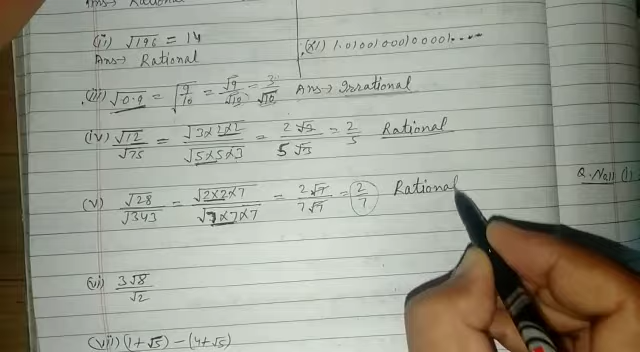 Ans→ Rational
(ii) √196 = 14
Ans→ Rational
(xi) 1.010010001000001....
(iii) √0.9 = √9/10 = √9/√10 = 3/√10 Ans→ Irrational
(iv) √12/√75 = √3×2×2/√5×5×3 = 2√3/5√3 = 2/5 Rational
(v) √28/√343 = √2×2×7/√7×7×7 = 2√7/7√7 = 2/7 Rational
Q. No
(vi) 3√8/√2
(vii) (1+√5) - (4+√5)